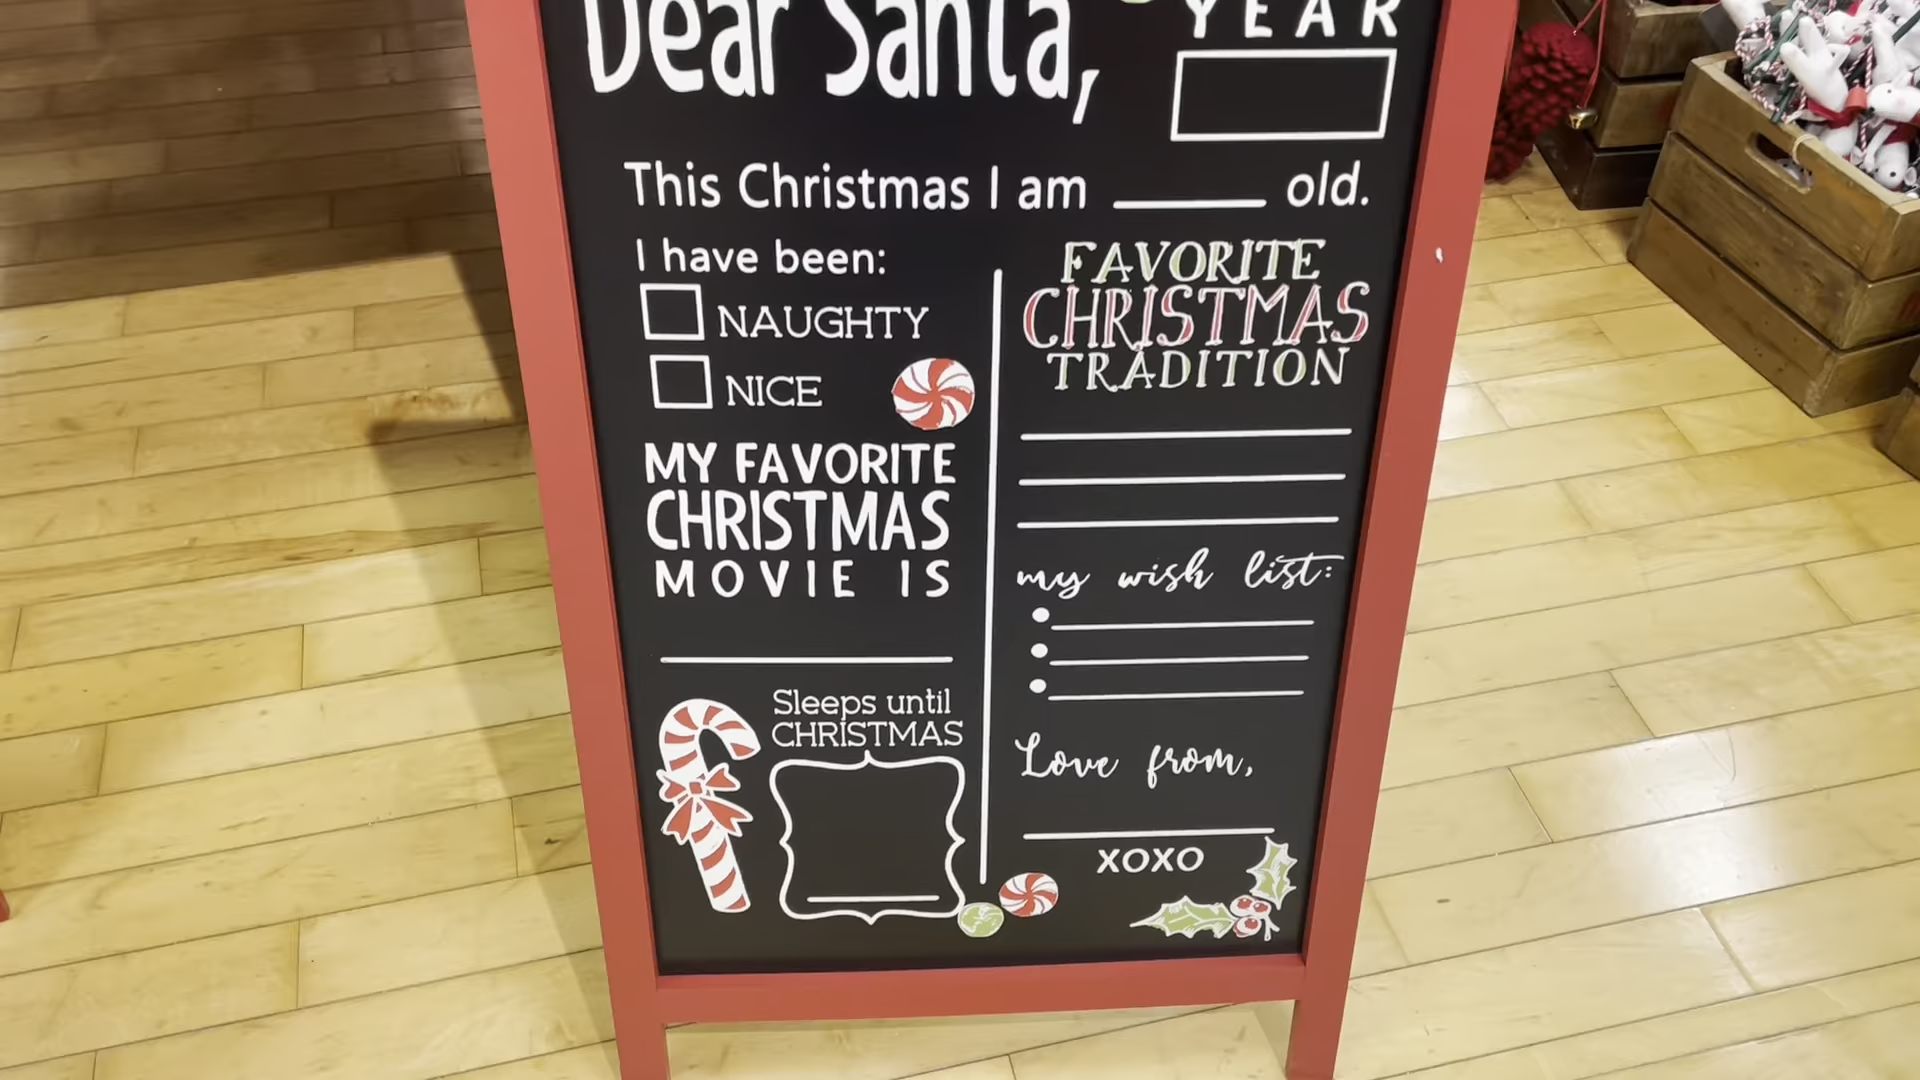 Dear Santa,
YEAR
This Christmas I am ______ old.
I have been:
NAUGHTY
NICE
MY FAVORITE
CHRISTMAS
MOVIE IS
Sleeps until
CHRISTMAS
FAVORITE
CHRISTMAS
TRADITION
my wish list:
Love from,
XOXO